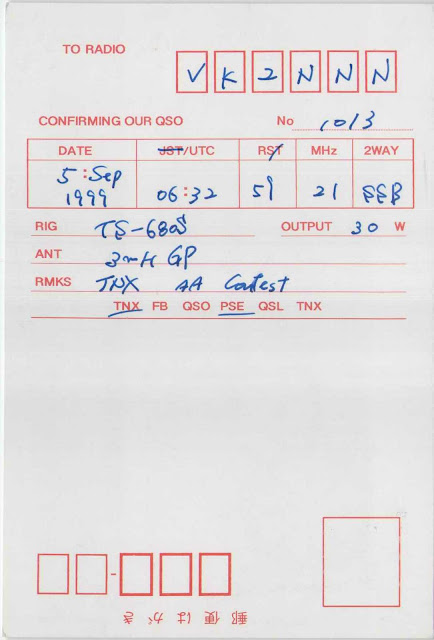 TO RADIO
VK2NNN
CONFIRMING OUR QSO No 1013
DATE JST/UTC RST MHz 2WAY
5 Sep 1999 06:32 59 21 SSB
RIG TS-680S OUTPUT 30 W
ANT 3mH GP
RMKS TNX AA Contest
TNX FB QSO PSE QSL TNX
郵便はがき